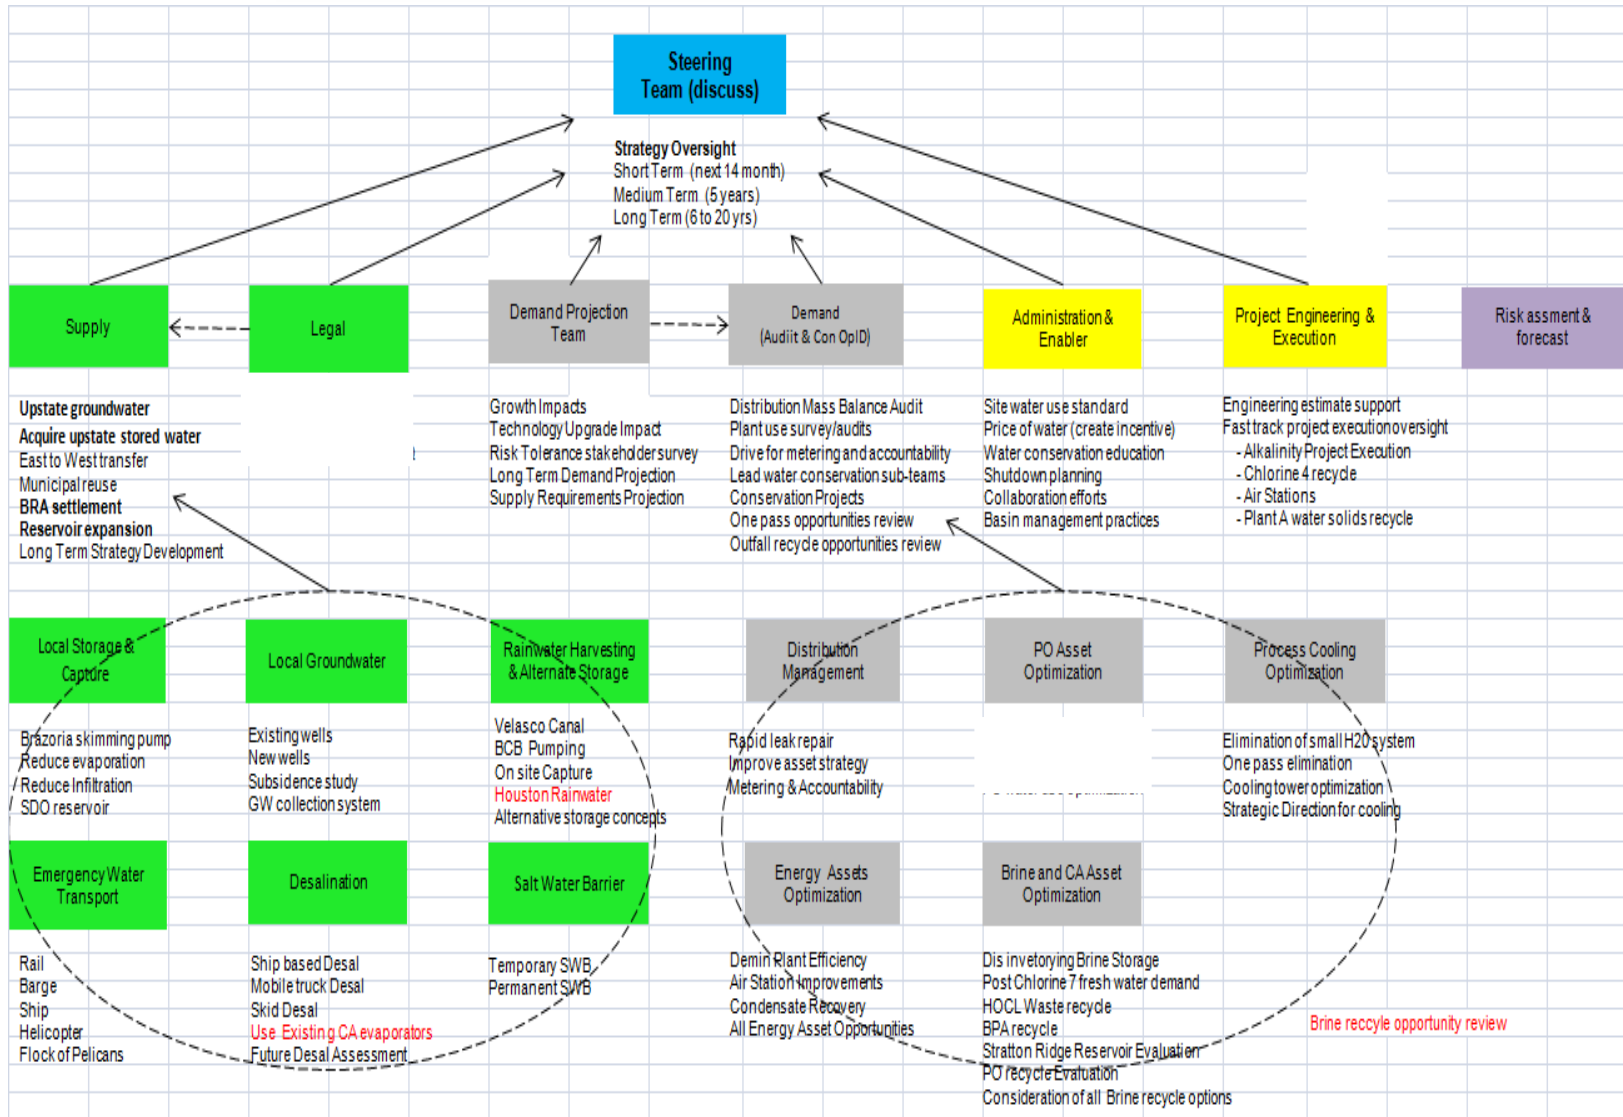 Steering
Team (discuss)
Strategy Oversight
Short Term (next 14 month)
Medium Term (5 years)
Long Term (6 to 20 yrs)
Supply
Legal
Demand Projection
Team
Demand
(Audiit & Con OpID)
Administration &
Enabler
Project Engineering &
Execution
Risk assment &
forecast
Upstate groundwater
Acquire upstate stored water
East to West transfer
Municipal reuse
BRA settlement
Reservoir expansion
Long Term Strategy Development
Growth Impacts
Technology Upgrade Impact
Risk Tolerance stakeholder survey
Long Term Demand Projection
Supply Requirements Projection
Distribution Mass Balance Audit
Plant use survey/audits
Drive for metering and accountability
Lead water conservation sub-teams
Conservation Projects
One pass opportunities review
Outfall recycle opportunities review
Site water use standard
Price of water (create incentive)
Water conservation education
Shutdown planning
Collaboration efforts
Basin management practices
Engineering estimate support
Fast track project execution oversight
- Alkalinity Project Execution
- Chlorine 4 recycle
- Air Stations
- Plant A water solids recycle
Local Storage &
Capture
Local Groundwater
Rainwater Harvesting
& Alternate Storage
Distribution
Management
PO Asset
Optimization
Process Cooling
Optimization
Brazoria skimming pump
Reduce evaporation
Reduce Infiltration
SDO reservoir
Existing wells
New wells
Subsidence study
GW collection system
Velasco Canal
BCB Pumping
On site Capture
Houston Rainwater
Alternative storage concepts
Rapid leak repair
Improve asset strategy
Metering & Accountability
Elimination of small H20 system
One pass elimination
Cooling tower optimization
Strategic Direction for cooling
Emergency Water
Transport
Desalination
Salt Water Barrier
Energy Assets
Optimization
Brine and CA Asset
Optimization
Rail
Barge
Ship
Helicopter
Flock of Pelicans
Ship based Desal
Mobile truck Desal
Skid Desal
Use Existing CA evaporators
Future Desal Assessment
Temporary SWB
Permanent SWB
Demin Plant Efficiency
Air Station Improvements
Condensate Recovery
All Energy Asset Opportunities
Dis invetorying Brine Storage
Post Chlorine 7 fresh water demand
HOCL Waste recycle
BPA recycle
Stratton Ridge Reservoir Evaluation
PO recycle Evaluation
Consideration of all Brine recycle options
Brine reccyle opportunity review